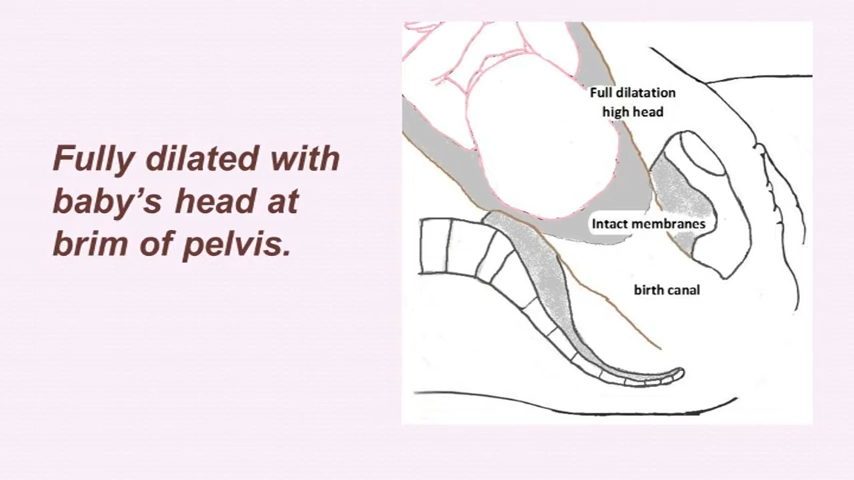 Fully dilated with
baby’s head at
brim of pelvis.
Full dilatation
high head
Intact membranes
birth canal